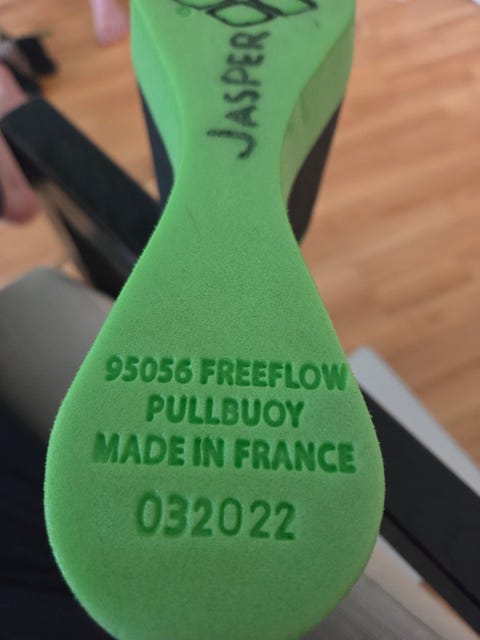 JASPER
95056 FREEFLOW
PULLBUOY
MADE IN FRANCE
032022